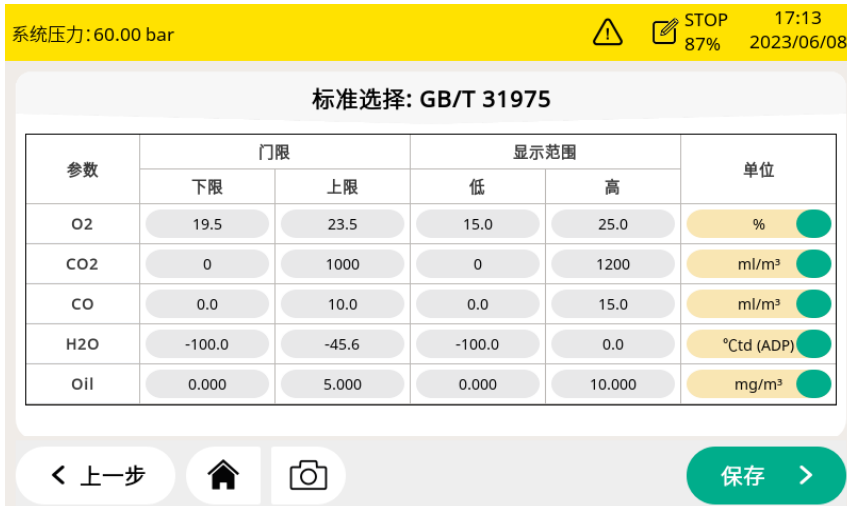 系统压力:60.00 bar
STOP
87%
17:13
2023/06/08
标准选择: GB/T 31975
参数 门限 显示范围 单位
下限 上限 低 高
O2 19.5 23.5 15.0 25.0 %
CO2 0 1000 0 1200 ml/m³
CO 0.0 10.0 0.0 15.0 ml/m³
H2O -100.0 -45.6 -100.0 0.0 °Ctd (ADP)
Oil 0.000 5.000 0.000 10.000 mg/m³
上一步 保存